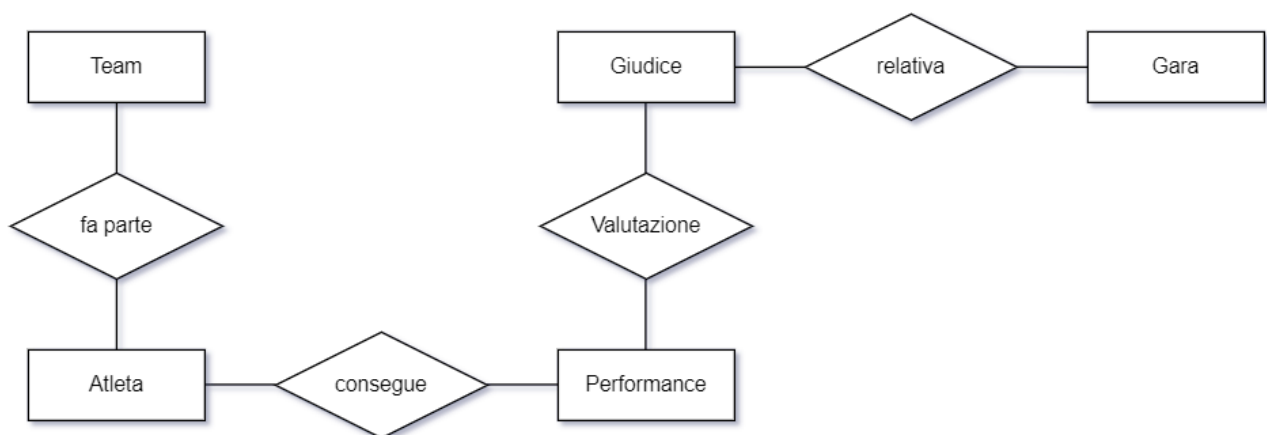 Team
Giudice
relativa
Gara
fa parte
Valutazione
Atleta
consegue
Performance